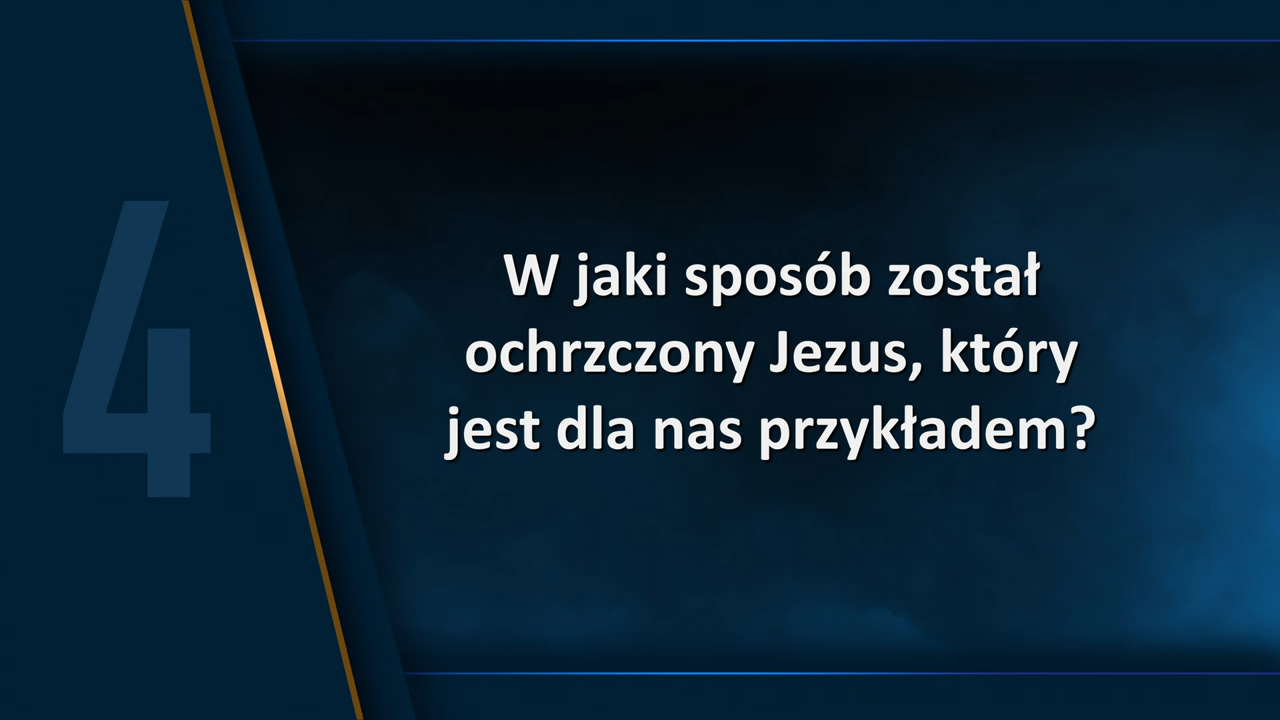 4
W jaki sposób został
ochrzczony Jezus, który
jest dla nas przykładem?